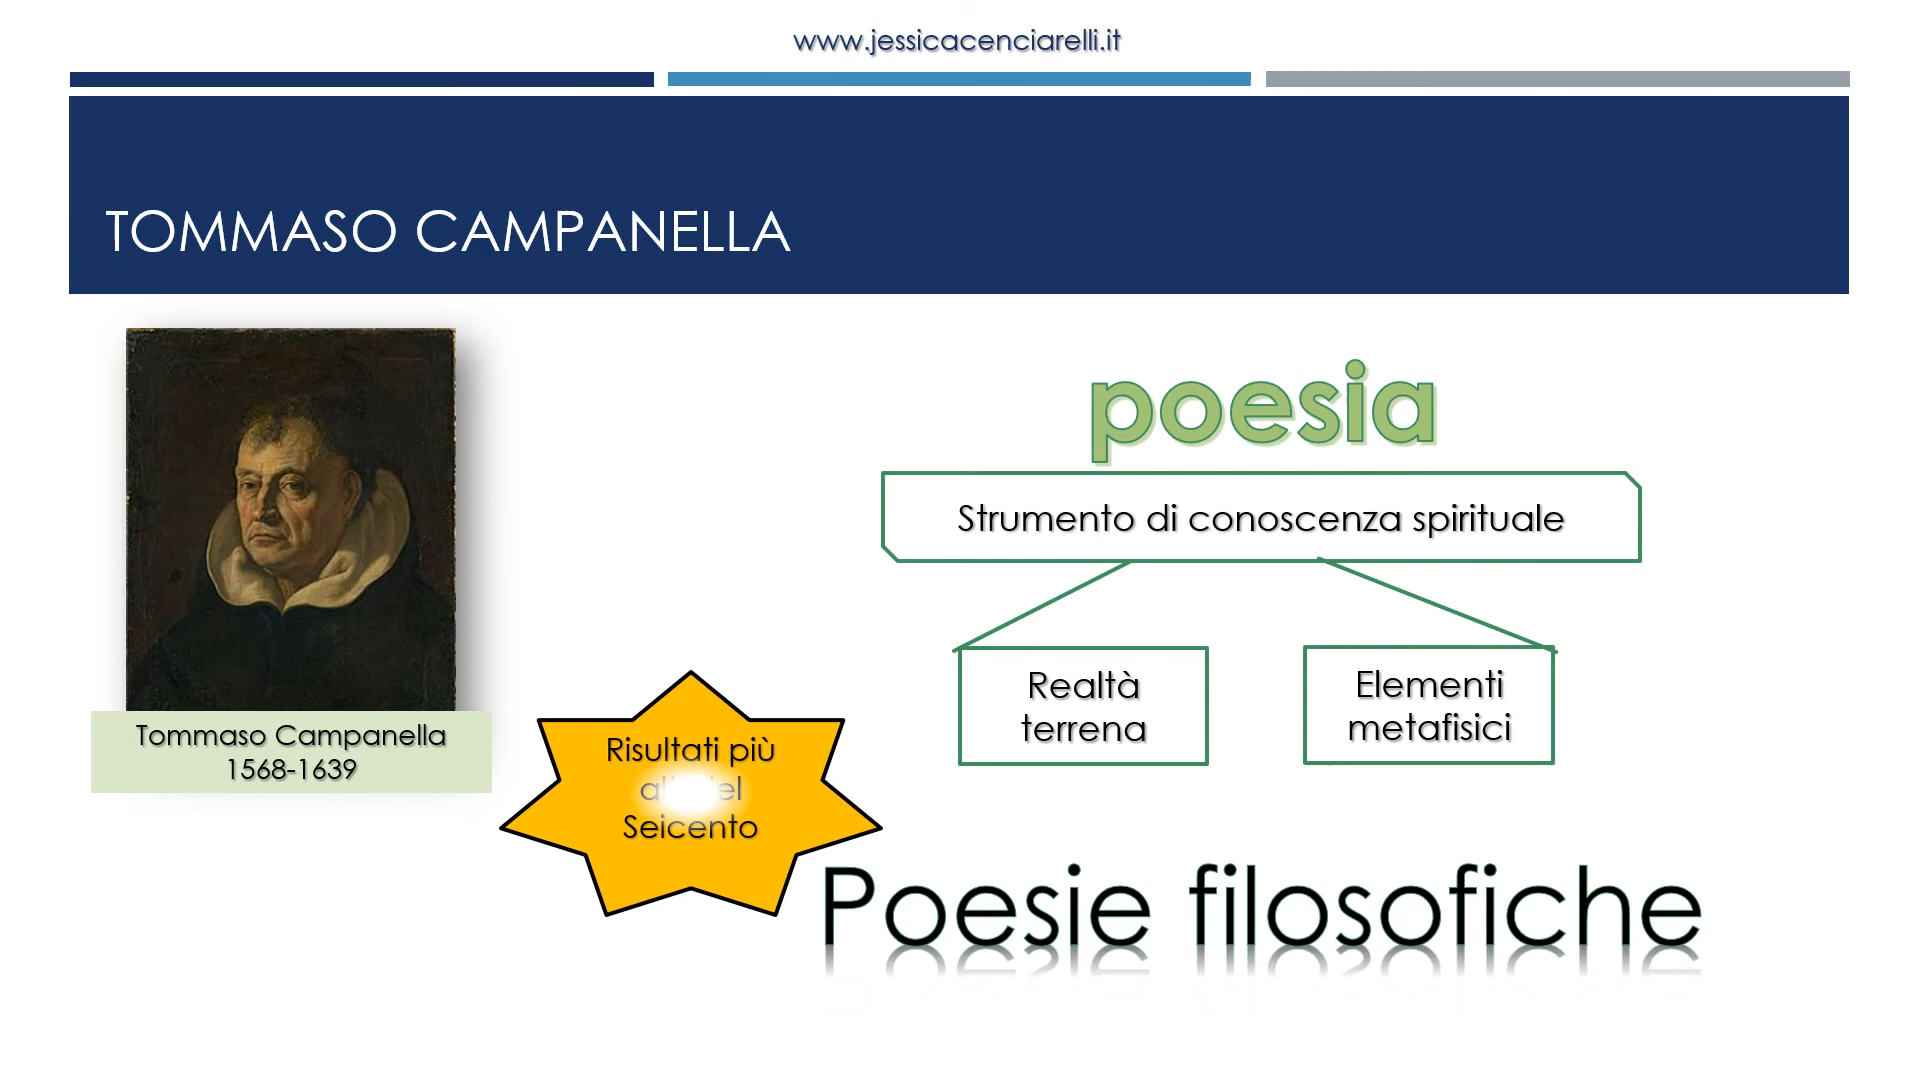 www.jessicacenciarelli.it
TOMMASO CAMPANELLA
poesia
Strumento di conoscenza spirituale
Realtà
terrena
Elementi
metafisici
Tommaso Campanella
1568-1639
Risultati più
Seicento
Poesie filosofiche